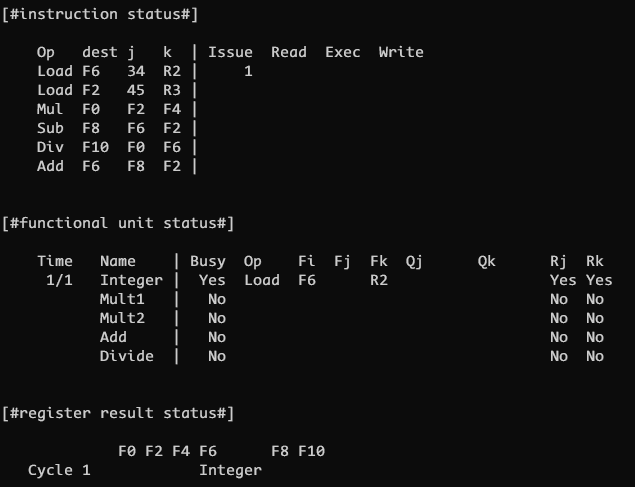 [#instruction status#]
Op dest j k | Issue Read Exec Write
Load F6 34 R2 | 1
Load F2 45 R3 |
Mul F0 F2 F4 |
Sub F8 F6 F2 |
Div F10 F0 F6 |
Add F6 F8 F2 |
[#functional unit status#]
Time Name | Busy Op Fi Fj Fk Qj Qk Rj Rk
1/1 Integer | Yes Load F6 R2 Yes Yes
Mult1 | No No No
Mult2 | No No No
Add | No No No
Divide | No No No
[#register result status#]
F0 F2 F4 F6 F8 F10
Cycle 1 Integer